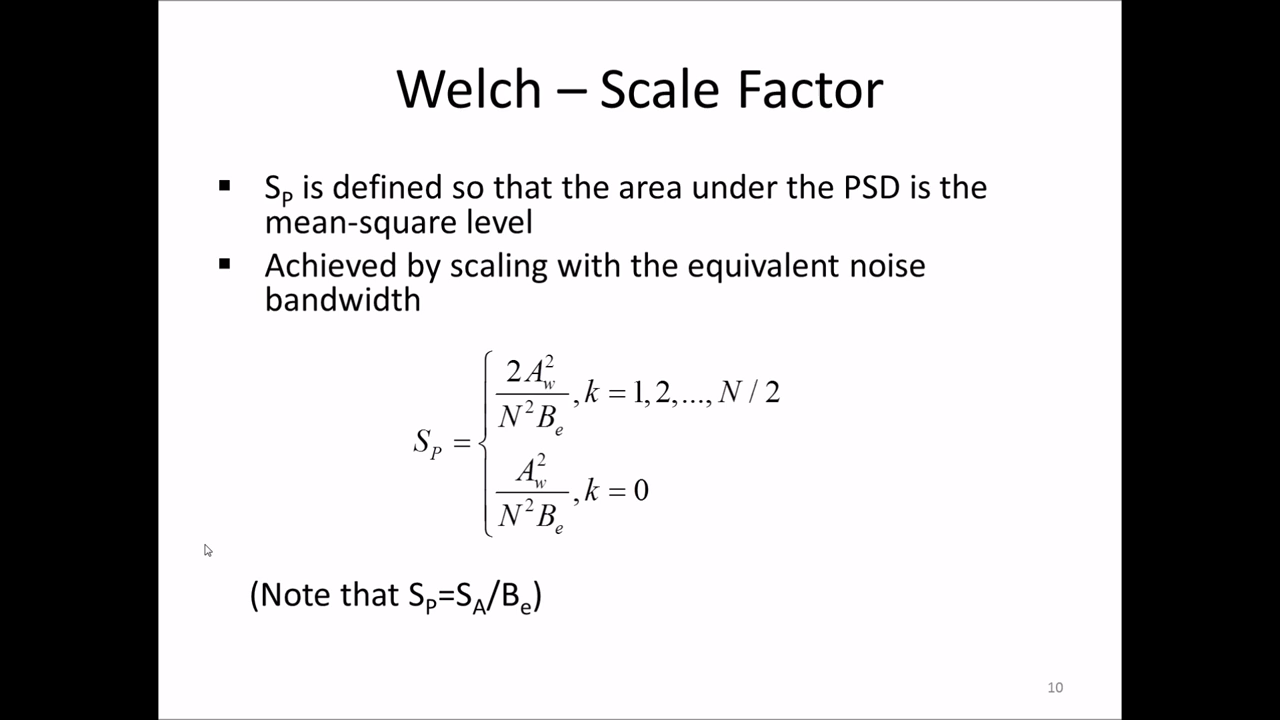 Welch – Scale Factor
▪ S_P is defined so that the area under the PSD is the
mean-square level
▪ Achieved by scaling with the equivalent noise
bandwidth
S_P = { 2A_w^2 / N^2 B_e , k = 1, 2, ..., N / 2
A_w^2 / N^2 B_e , k = 0
(Note that S_P=S_A/B_e)
10